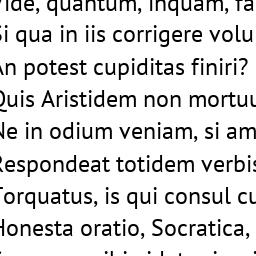 Vide, quantum, inquam, fa
Si qua in iis corrigere volu
An potest cupiditas finiri?
Quis Aristidem non mortuu
Ne in odium veniam, si am
Respondeat totidem verbis
Torquatus, is qui consul cu
Honesta oratio, Socratica,